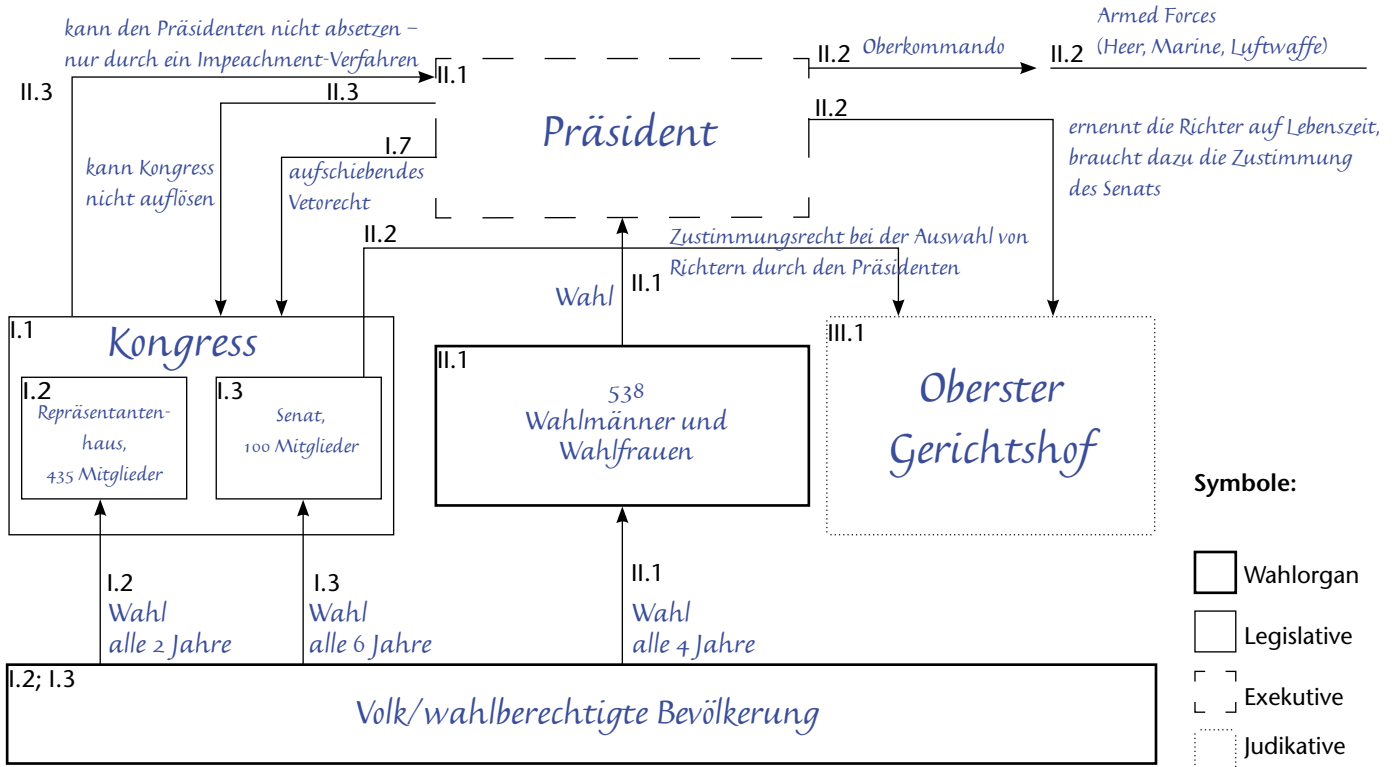 kann den Präsidenten nicht absetzen –
nur durch ein Impeachment-Verfahren
II.3
II.1
Präsident
II.2
Oberkommando
II.2
Armed Forces
(Heer, Marine, Luftwaffe)
II.3
kann Kongress
nicht auflösen
I.7
aufschiebendes
Vetorecht
II.2
ernennt die Richter auf Lebenszeit,
braucht dazu die Zustimmung
des Senats
II.2
Zustimmungsrecht bei der Auswahl von
Richtern durch den Präsidenten
Wahl
II.1
I.1
Kongress
I.2
Repräsentanten-
haus,
435 Mitglieder
I.3
Senat,
100 Mitglieder
II.1
538
Wahlmänner und
Wahlfrauen
III.1
Oberster
Gerichtshof
I.2
Wahl
alle 2 Jahre
I.3
Wahl
alle 6 Jahre
II.1
Wahl
alle 4 Jahre
I.2; I.3
Volk/wahlberechtigte Bevölkerung
Symbole:
Wahlorgan
Legislative
Exekutive
Judikative